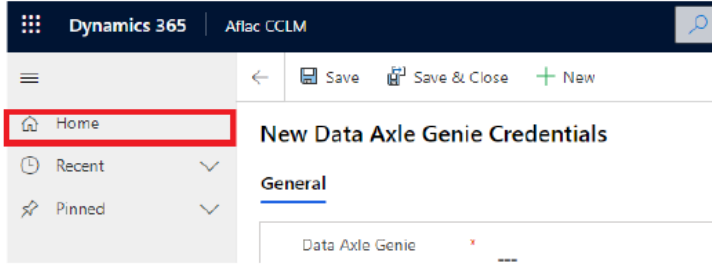 Dynamics 365 Aflac CCLM
Save Save & Close New
Home
New Data Axle Genie Credentials
Recent
General
Pinned
Data Axle Genie *
---